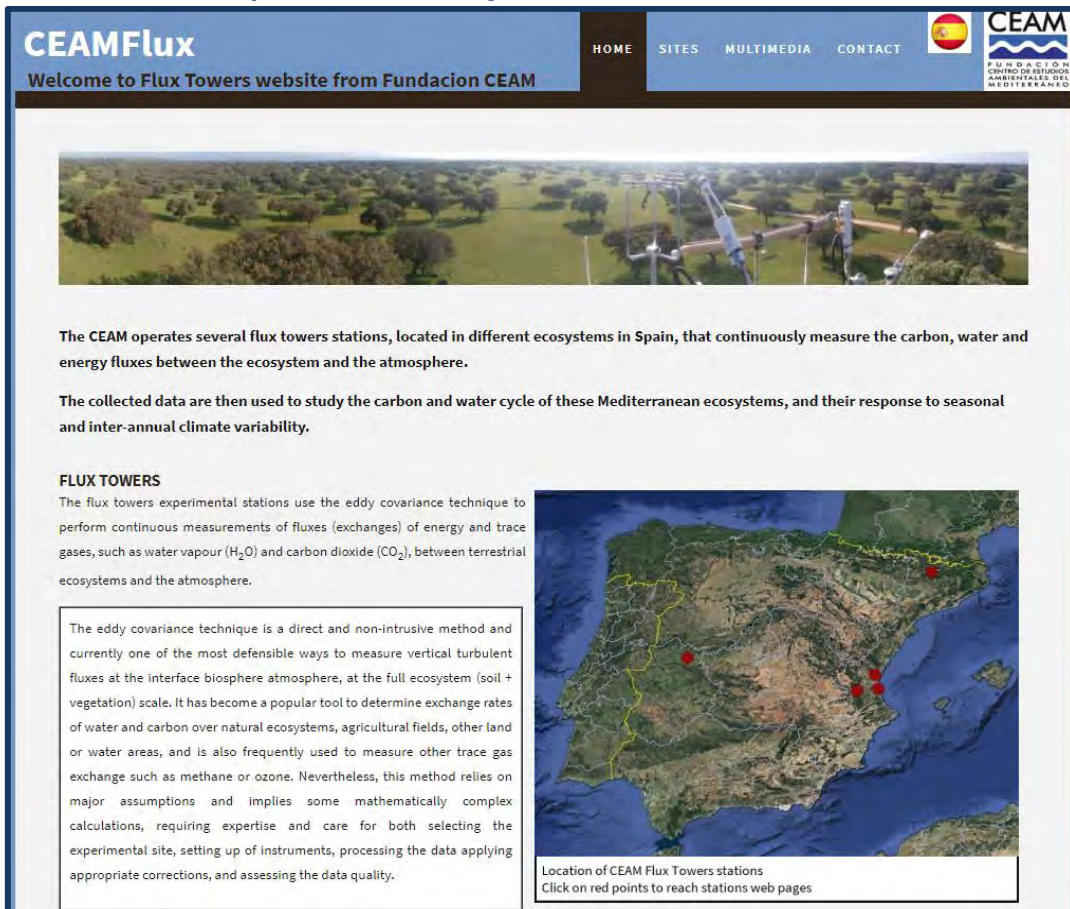 CEAMFlux
Welcome to Flux Towers website from Fundacion CEAM
HOME SITES MULTIMEDIA CONTACT
CEAM
FUNDACIÓN
CENTRO DE ESTUDIOS
AMBIENTALES DEL
MEDITERRÁNEO
The CEAM operates several flux towers stations, located in different ecosystems in Spain, that continuously measure the carbon, water and
energy fluxes between the ecosystem and the atmosphere.
The collected data are then used to study the carbon and water cycle of these Mediterranean ecosystems, and their response to seasonal
and inter-annual climate variability.
FLUX TOWERS
The flux towers experimental stations use the eddy covariance technique to
perform continuous measurements of fluxes (exchanges) of energy and trace
gases, such as water vapour (H₂O) and carbon dioxide (CO₂), between terrestrial
ecosystems and the atmosphere.
The eddy covariance technique is a direct and non-intrusive method and
currently one of the most defensible ways to measure vertical turbulent
fluxes at the interface biosphere atmosphere, at the full ecosystem (soil +
vegetation) scale. It has become a popular tool to determine exchange rates
of water and carbon over natural ecosystems, agricultural fields, other land
or water areas, and is also frequently used to measure other trace gas
exchange such as methane or ozone. Nevertheless, this method relies on
major assumptions and implies some mathematically complex
calculations, requiring expertise and care for both selecting the
experimental site, setting up of instruments, processing the data applying
appropriate corrections, and assessing the data quality.
Location of CEAM Flux Towers stations
Click on red points to reach stations web pages